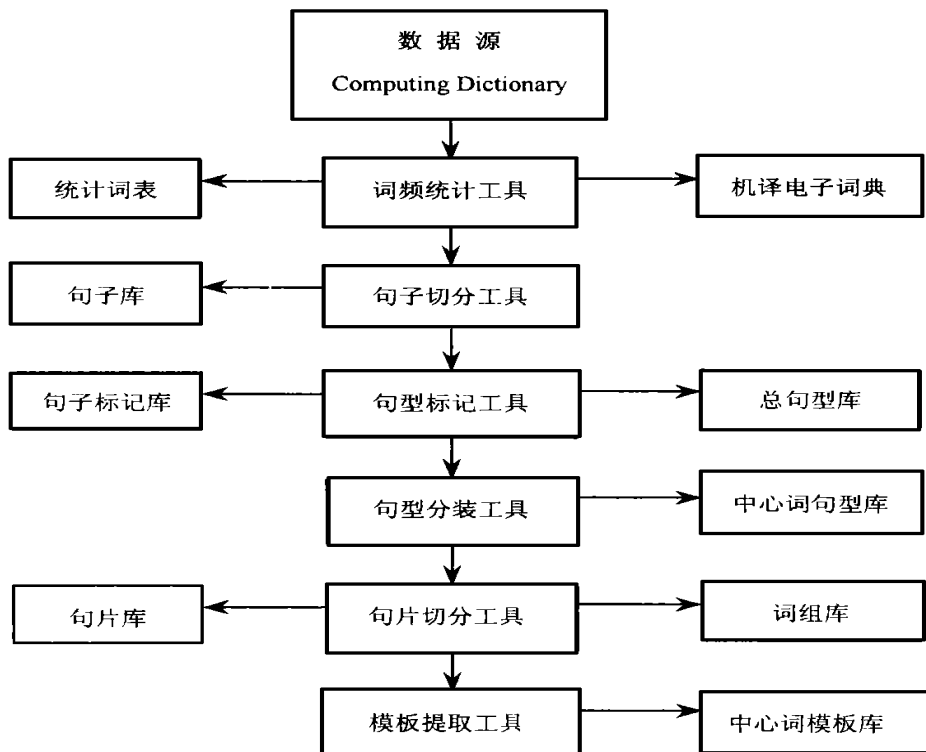 数据源
Computing Dictionary
统计词表
词频统计工具
机译电子词典
句子库
句子切分工具
句子标记库
句型标记工具
总句型库
句型分装工具
中心词句型库
句片库
句片切分工具
词组库
模板提取工具
中心词模板库